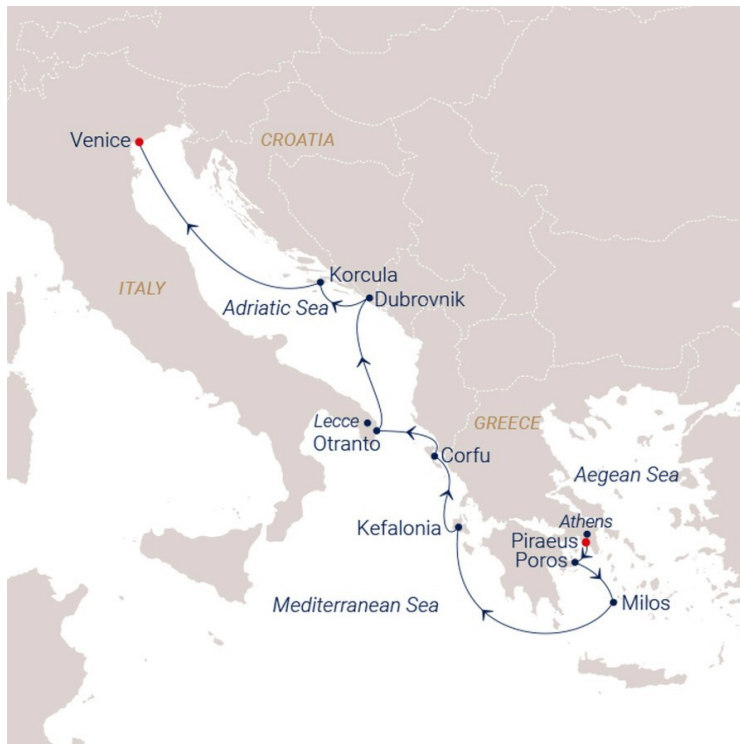 Venice
CROATIA
Korcula
ITALY
Dubrovnik
Adriatic Sea
Lecce
GREECE
Otranto
Corfu
Aegean Sea
Athens
Kefalonia
Piraeus
Poros
Mediterranean Sea
Milos